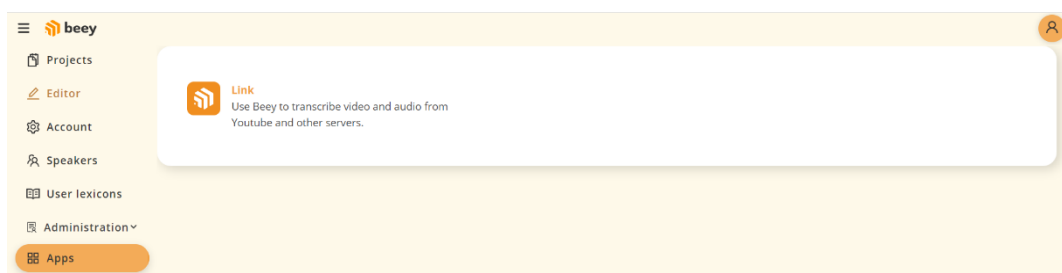 beey
Projects
Editor
Account
Speakers
User lexicons
Administration
Apps
Link
Use Beey to transcribe video and audio from
Youtube and other servers.